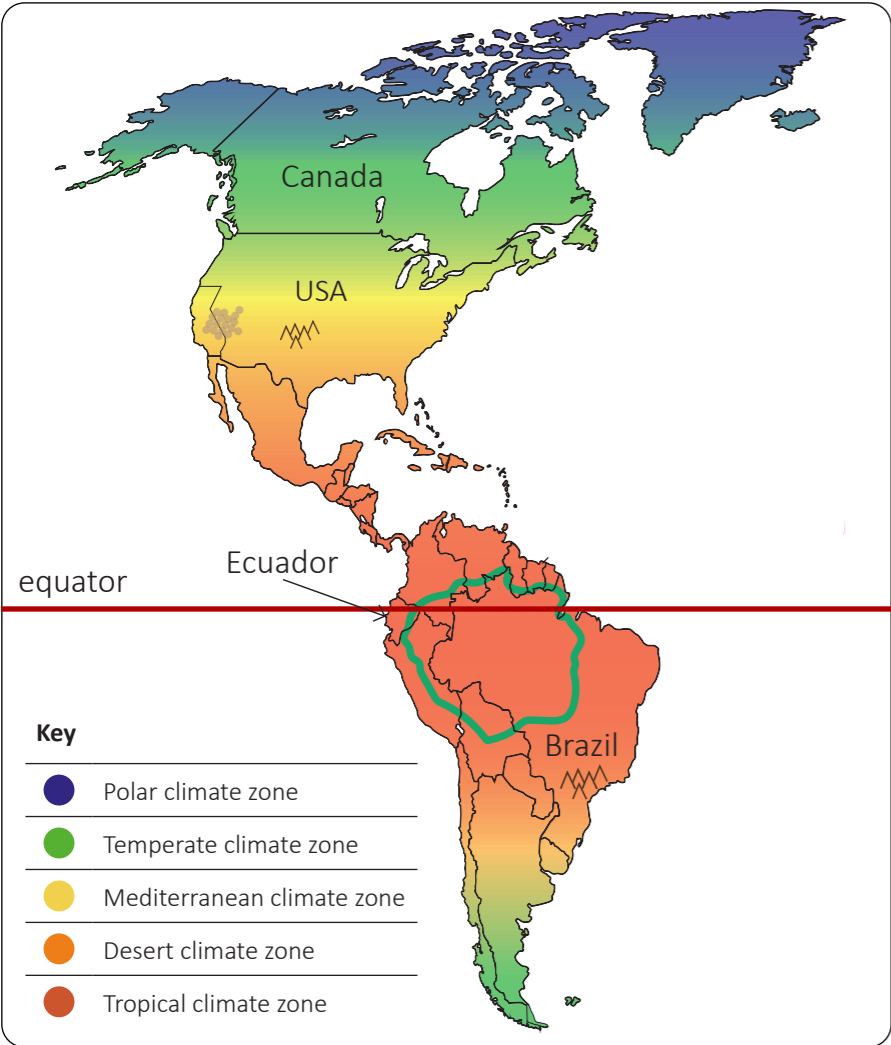 Canada
USA
Ecuador
equator
Brazil
Key
Polar climate zone
Temperate climate zone
Mediterranean climate zone
Desert climate zone
Tropical climate zone